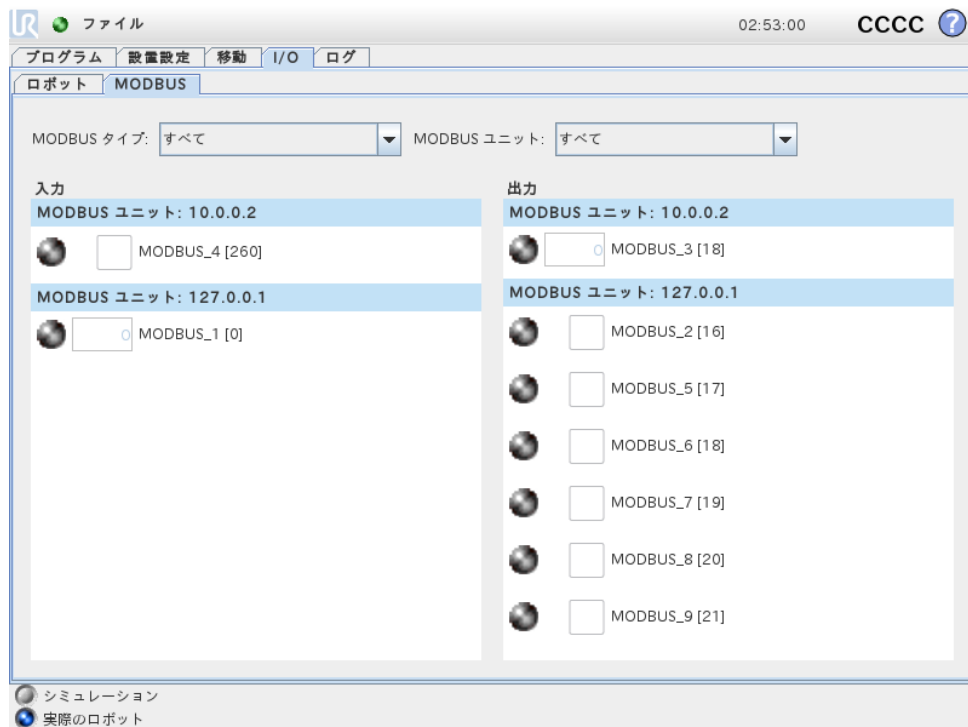 UR ファイル 02:53:00 CCCC ?
プログラム 設置設定 移動 I/O ログ
ロボット MODBUS
MODBUS タイプ: すべて MODBUS ユニット: すべて
入力
MODBUS ユニット: 10.0.0.2
MODBUS_4 [260]
MODBUS ユニット: 127.0.0.1
0 MODBUS_1 [0]
出力
MODBUS ユニット: 10.0.0.2
0 MODBUS_3 [18]
MODBUS ユニット: 127.0.0.1
MODBUS_2 [16]
MODBUS_5 [17]
MODBUS_6 [18]
MODBUS_7 [19]
MODBUS_8 [20]
MODBUS_9 [21]
シミュレーション
実際のロボット